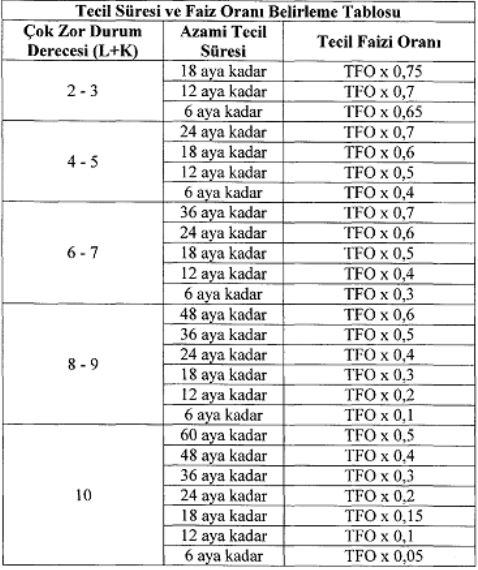 Tecil Süresi ve Faiz Oranı Belirleme Tablosu
Çok Zor Durum Derecesi (L+K) Azami Tecil Süresi Tecil Faizi Oranı
2 - 3
18 aya kadar TFO x 0,75
12 aya kadar TFO x 0,7
6 aya kadar TFO x 0,65
4 - 5
24 aya kadar TFO x 0,7
18 aya kadar TFO x 0,6
12 aya kadar TFO x 0,5
6 aya kadar TFO x 0,4
6 - 7
36 aya kadar TFO x 0,7
24 aya kadar TFO x 0,6
18 aya kadar TFO x 0,5
12 aya kadar TFO x 0,4
6 aya kadar TFO x 0,3
8 - 9
48 aya kadar TFO x 0,6
36 aya kadar TFO x 0,5
24 aya kadar TFO x 0,4
18 aya kadar TFO x 0,3
12 aya kadar TFO x 0,2
6 aya kadar TFO x 0,1
10
60 aya kadar TFO x 0,5
48 aya kadar TFO x 0,4
36 aya kadar TFO x 0,3
24 aya kadar TFO x 0,2
18 aya kadar TFO x 0,15
12 aya kadar TFO x 0,1
6 aya kadar TFO x 0,05